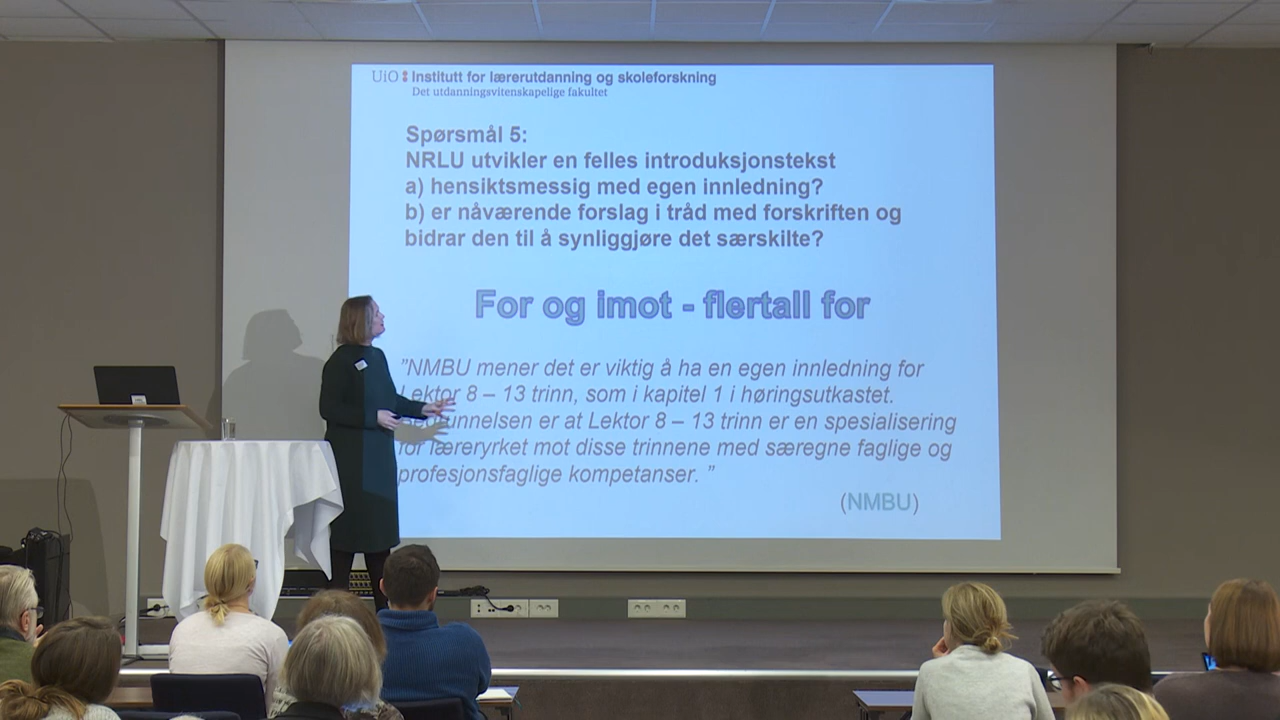 UiO Institutt for lærerutdanning og skoleforskning
Det utdanningsvitenskapelige fakultet
Spørsmål 5:
NRLU utvikler en felles introduksjonstekst
a) hensiktsmessig med egen innledning?
b) er nåværende forslag i tråd med forskriften og
bidrar den til å synliggjøre det særskilte?
For og imot - flertall for
”NMBU mener det er viktig å ha en egen innledning for
Lektor 8 – 13 trinn, som i kapitel 1 i høringsutkastet.
Begrunnelsen er at Lektor 8 – 13 trinn er en spesialisering
for læreryrket mot disse trinnene med særegne faglige og
profesjonsfaglige kompetanser. ”
(NMBU)